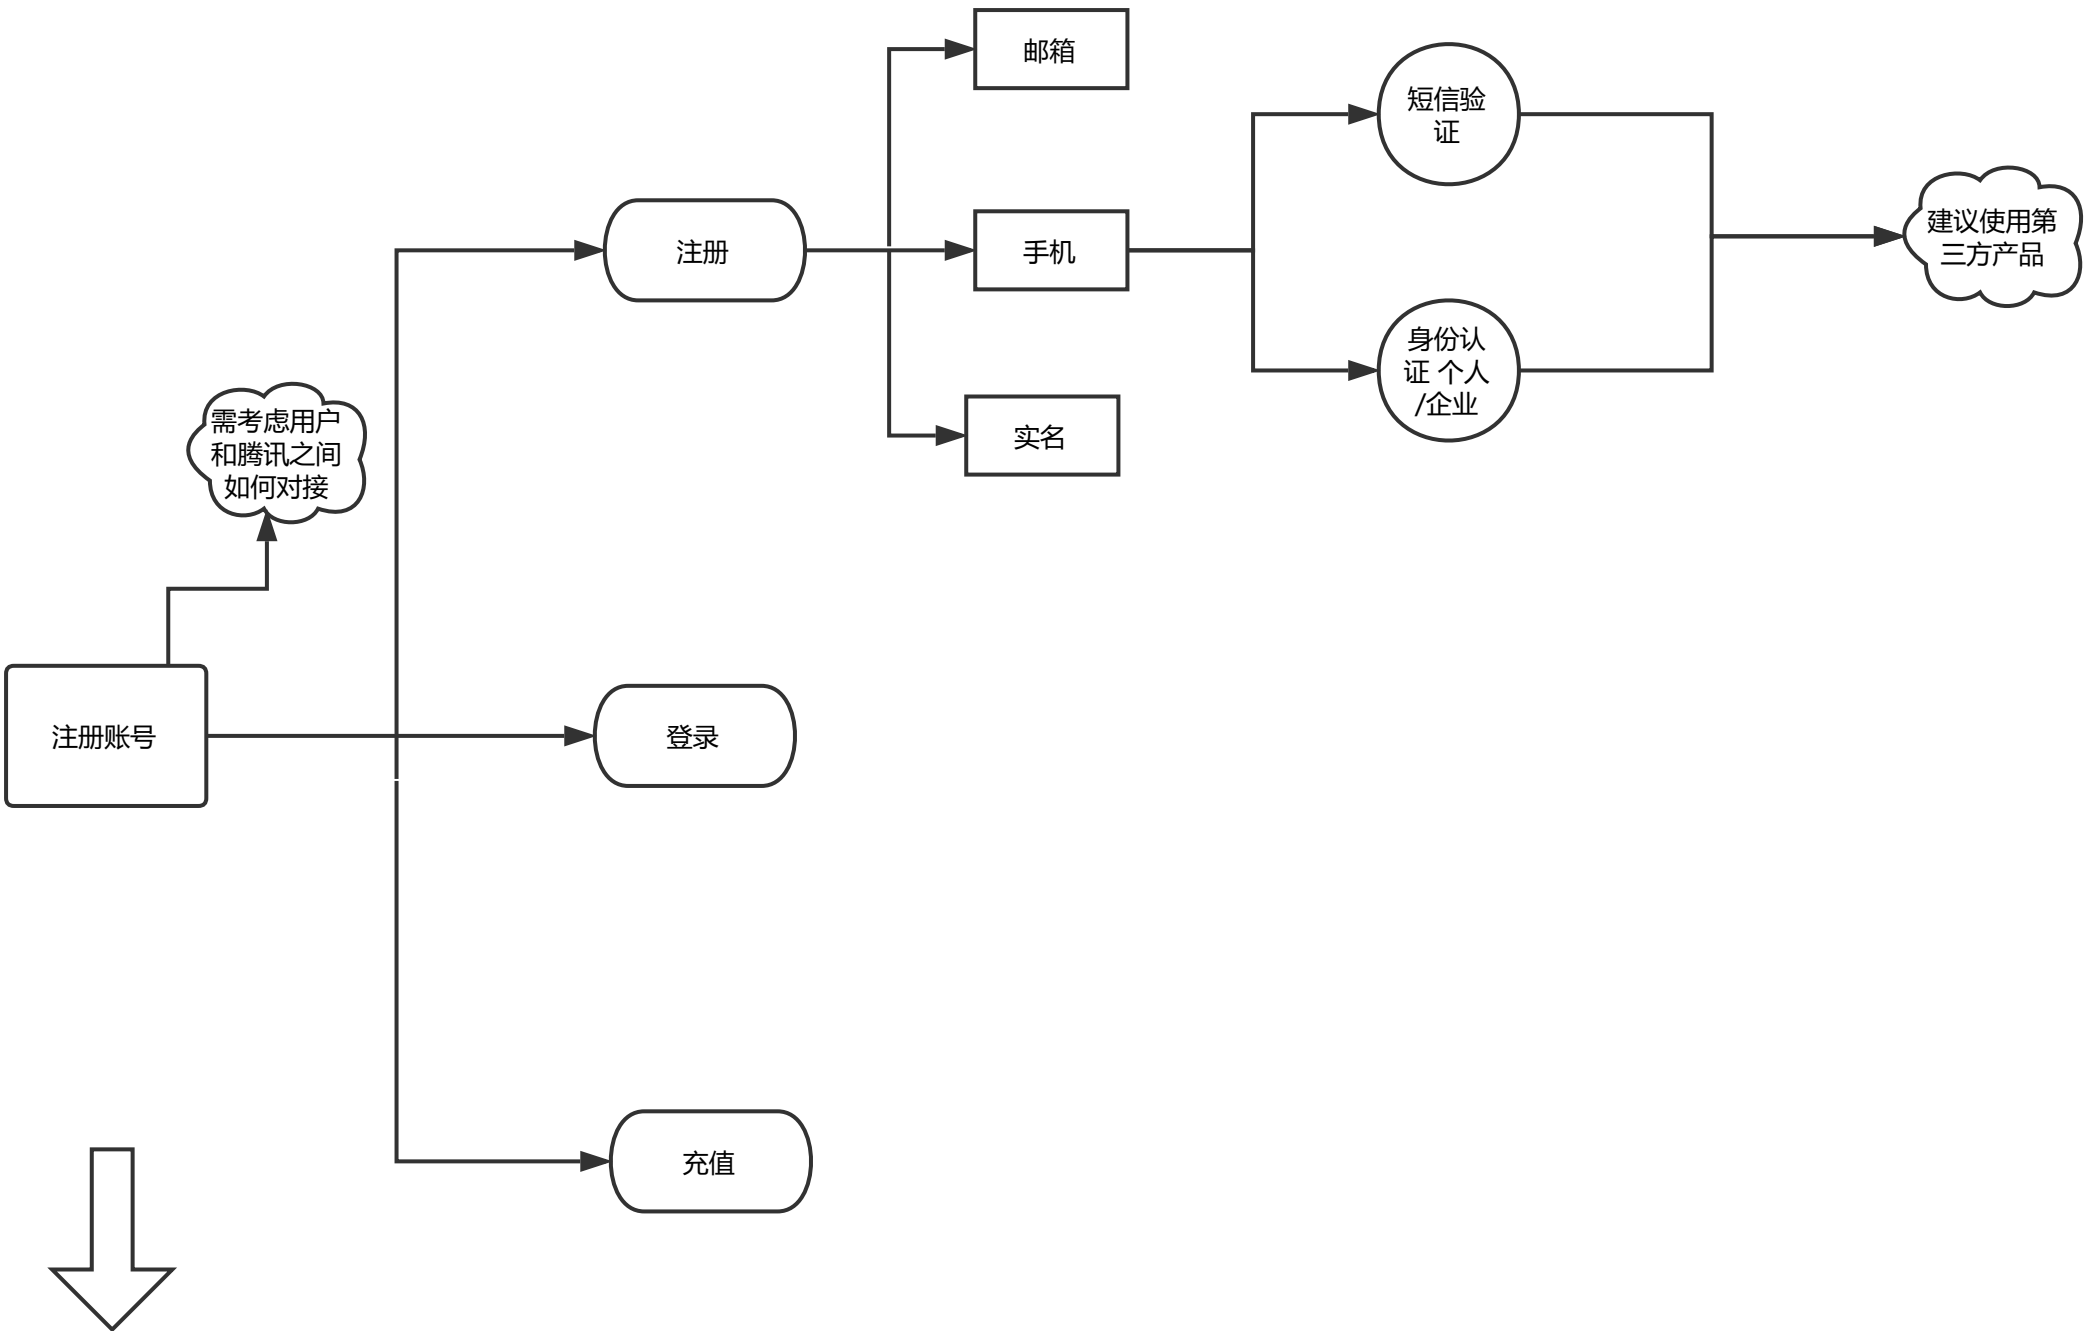 邮箱
短信验
证
建议使用第
三方产品
注册
手机
身份认
证 个人
/企业
需考虑用户
和腾讯之间
如何对接
实名
注册账号
登录
充值